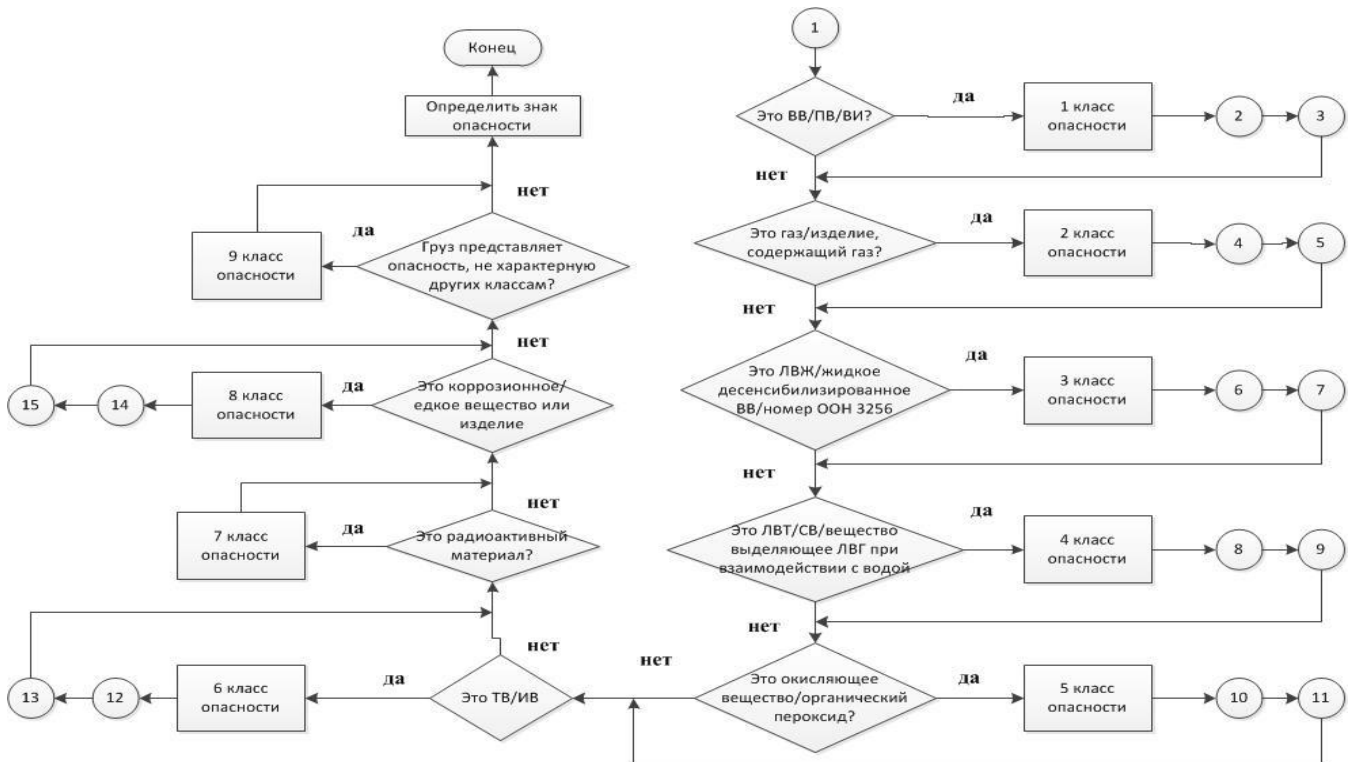 1
Это ВВ/ПВ/ВИ?
да
1 класс
опасности
2
3
нет
Это газ/изделие,
содержащий газ?
да
2 класс
опасности
4
5
нет
Это ЛВЖ/жидкое
десенсибилизированное
ВВ/номер ООН 3256
да
3 класс
опасности
6
7
нет
Это ЛВТ/СВ/вещество
выделяющее ЛВГ при
взаимодействии с водой
да
4 класс
опасности
8
9
нет
Это окисляющее
вещество/органический
пероксид?
да
5 класс
опасности
10
11
нет
Это ТВ/ИВ
да
6 класс
опасности
12
13
нет
Это радиоактивный
материал?
да
7 класс
опасности
нет
Это коррозионное/
едкое вещество или
изделие
да
8 класс
опасности
14
15
нет
Груз представляет
опасность, не характерную
других классам?
да
9 класс
опасности
нет
Определить знак
опасности
Конец